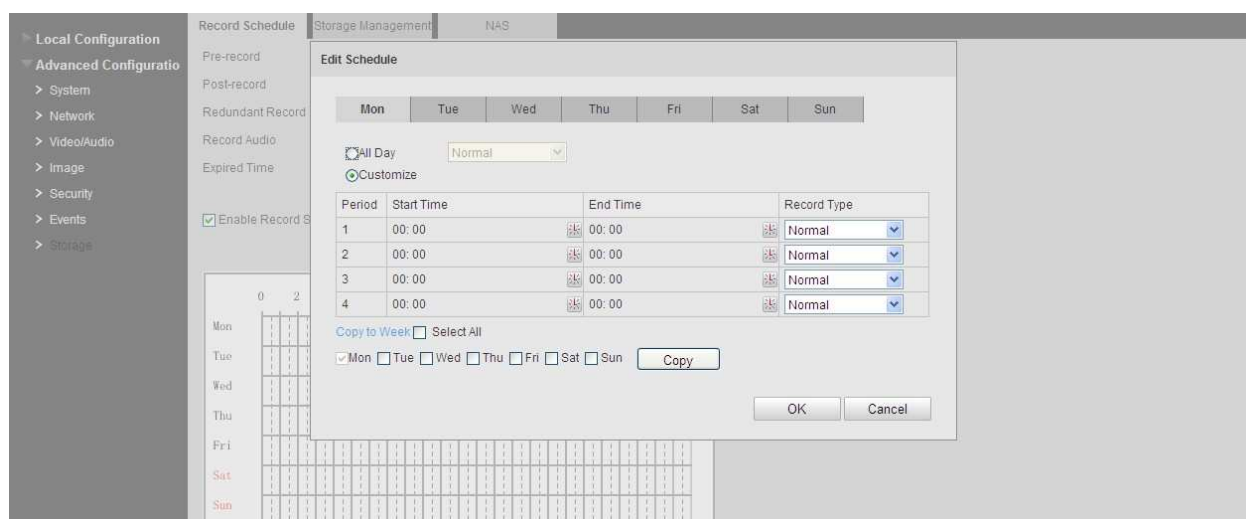 Local Configuration
Advanced Configuratio
> System
> Network
> Video/Audio
> Image
> Security
> Events
> Storage
Record Schedule
Storage Management
NAS
Pre-record
Post-record
Redundant Record
Record Audio
Expired Time
Enable Record S
0 2
Mon
Tue
Wed
Thu
Fri
Sat
Sun
Edit Schedule
Mon Tue Wed Thu Fri Sat Sun
All Day Normal
Customize
Period Start Time End Time Record Type
1 00: 00 00: 00 Normal
2 00: 00 00: 00 Normal
3 00: 00 00: 00 Normal
4 00: 00 00: 00 Normal
Copy to Week Select All
Mon Tue Wed Thu Fri Sat Sun Copy
OK Cancel